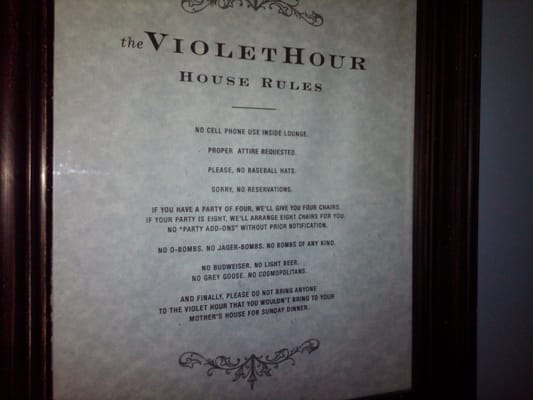 the VIOLET HOUR
HOUSE RULES
NO CELL PHONE USE INSIDE LOUNGE.
PROPER ATTIRE REQUESTED.
PLEASE, NO BASEBALL HATS.
SORRY, NO RESERVATIONS.
IF YOU HAVE A PARTY OF FOUR, WE'LL GIVE YOU FOUR CHAIRS.
IF YOUR PARTY IS EIGHT, WE'LL ARRANGE EIGHT CHAIRS FOR YOU.
NO "PARTY ADD-ONS" WITHOUT PRIOR NOTIFICATION.
NO O-BOMBS. NO JAGER-BOMBS. NO BOMBS OF ANY KIND.
NO BUDWEISER. NO LIGHT BEER.
NO GREY GOOSE. NO COSMOPOLITANS.
AND FINALLY, PLEASE DO NOT BRING ANYONE
TO THE VIOLET HOUR THAT YOU WOULDN'T BRING TO YOUR
MOTHER'S HOUSE FOR SUNDAY DINNER.